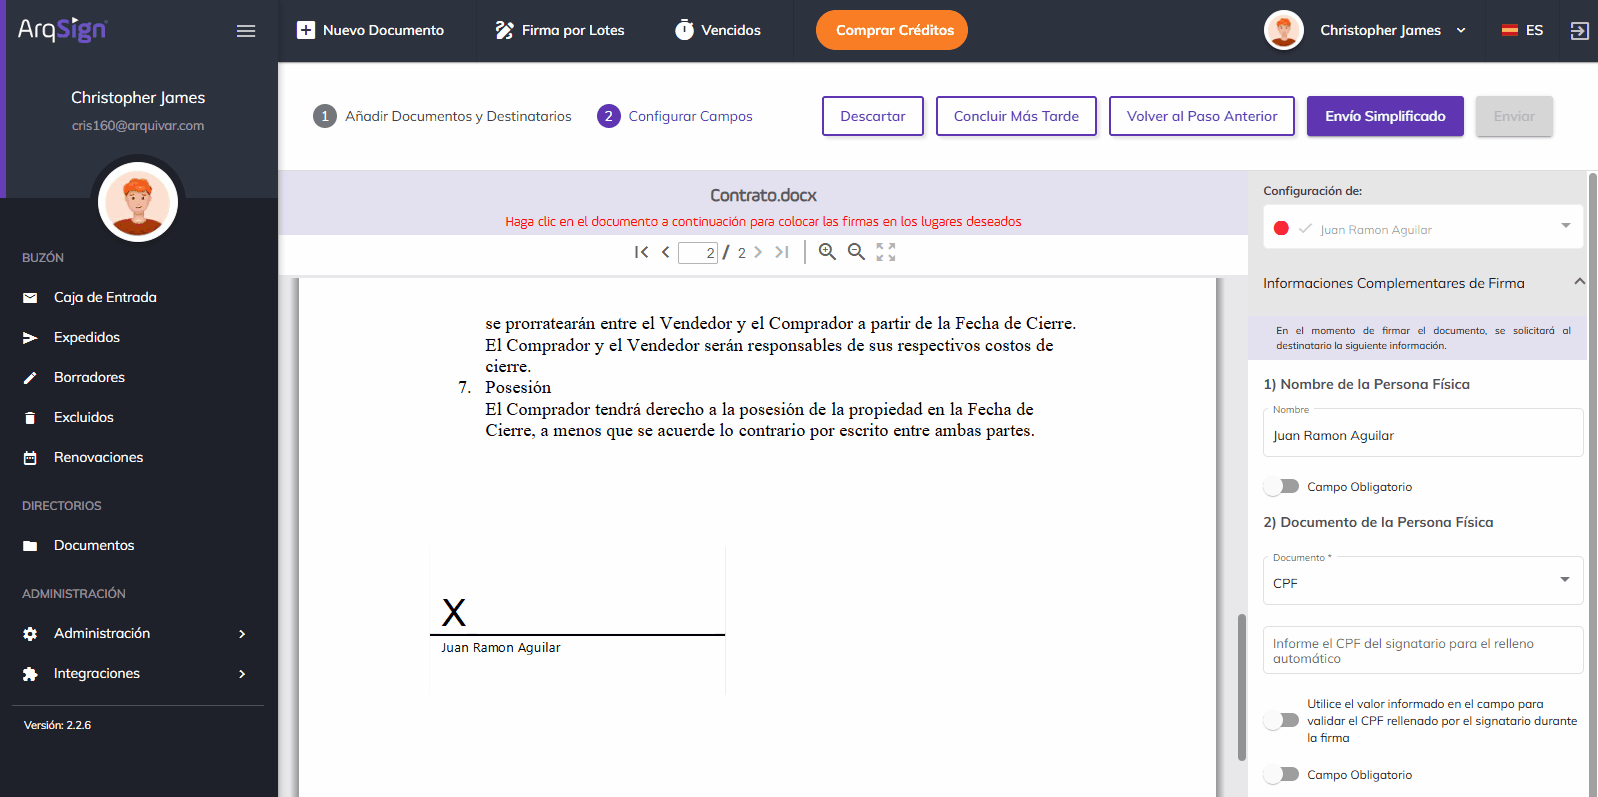 ArqSign
Nuevo Documento
Firma por Lotes
Vencidos
Comprar Créditos
Christopher James
ES
Christopher James
cris160@arquivar.com
BUZÓN
Caja de Entrada
Expedidos
Borradores
Excluidos
Renovaciones
DIRECTORIOS
Documentos
ADMINISTRACIÓN
Administración
Integraciones
Versión: 2.2.6
1 Añadir Documentos y Destinatarios
2 Configurar Campos
Descartar
Concluir Más Tarde
Volver al Paso Anterior
Envío Simplificado
Enviar
Contrato.docx
Haga clic en el documento a continuación para colocar las firmas en los lugares deseados
2 / 2
se prorratearán entre el Vendedor y el Comprador a partir de la Fecha de Cierre.
El Comprador y el Vendedor serán responsables de sus respectivos costos de
cierre.
7. Posesión
El Comprador tendrá derecho a la posesión de la propiedad en la Fecha de
Cierre, a menos que se acuerde lo contrario por escrito entre ambas partes.
X
Juan Ramon Aguilar
Configuración de:
Juan Ramon Aguilar
Informaciones Complementares de Firma
En el momento de firmar el documento, se solicitará al
destinatario la siguiente información.
1) Nombre de la Persona Física
Nombre
Juan Ramon Aguilar
Campo Obligatorio
2) Documento de la Persona Física
Documento *
CPF
Informe el CPF del signatario para el relleno
automático
Utilice el valor informado en el campo para
validar el CPF rellenado por el signatario durante
la firma
Campo Obligatorio